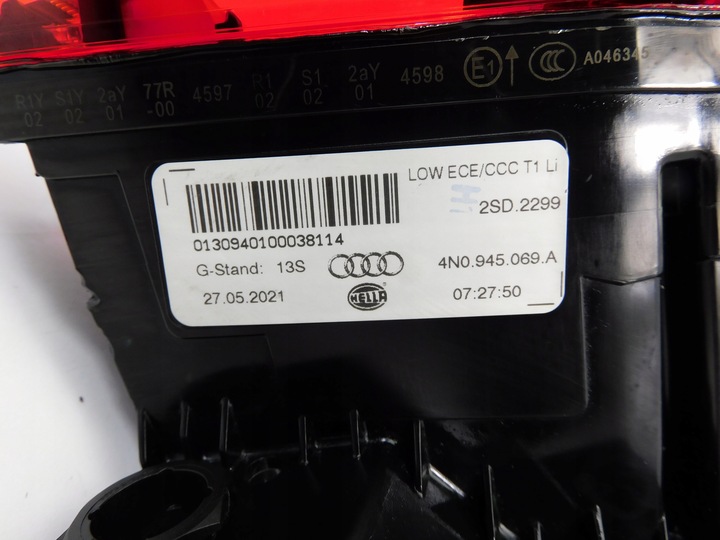 R1Y S1Y 2aY 77R 4597 R1 S1 2aY 4598 E1 CCC A046345
02 02 01 -00 02 02 01
LOW ECE/CCC T1 Li
2SD.2299
0130940100038114
G-Stand: 13S 4N0.945.069.A
27.05.2021 HELLA 07:27:50